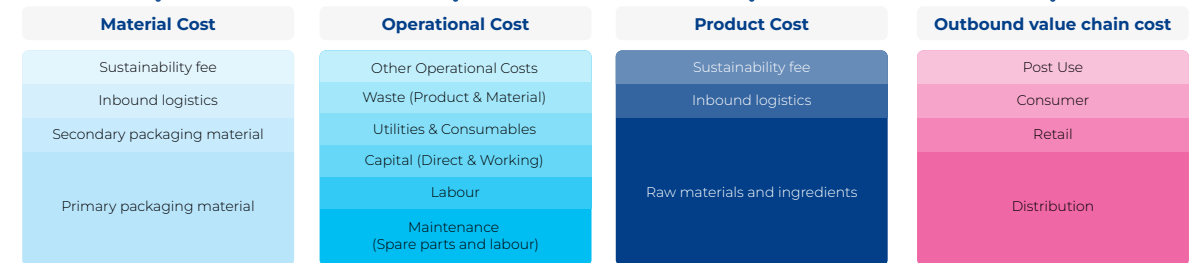 Material Cost
Sustainability fee
Inbound logistics
Secondary packaging material
Primary packaging material
Operational Cost
Other Operational Costs
Waste (Product & Material)
Utilities & Consumables
Capital (Direct & Working)
Labour
Maintenance
(Spare parts and labour)
Product Cost
Sustainability fee
Inbound logistics
Raw materials and ingredients
Outbound value chain cost
Post Use
Consumer
Retail
Distribution